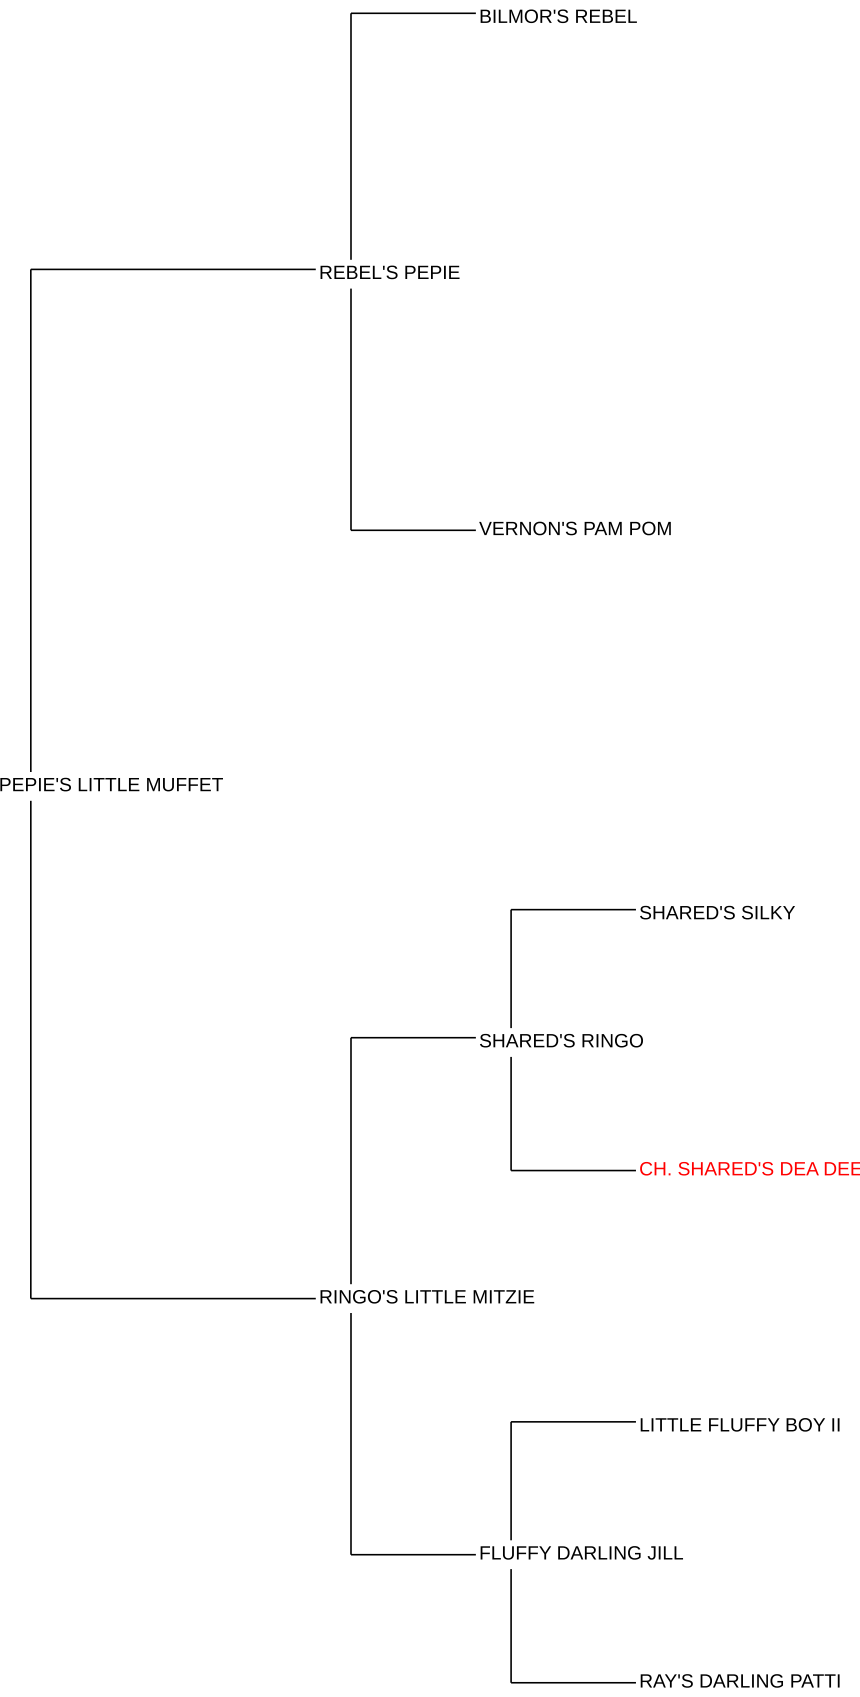 BILMOR'S REBEL
REBEL'S PEPIE
VERNON'S PAM POM
PEPIE'S LITTLE MUFFET
SHARED'S SILKY
SHARED'S RINGO
CH. SHARED'S DEA DEE
RINGO'S LITTLE MITZIE
LITTLE FLUFFY BOY II
FLUFFY DARLING JILL
RAY'S DARLING PATTI